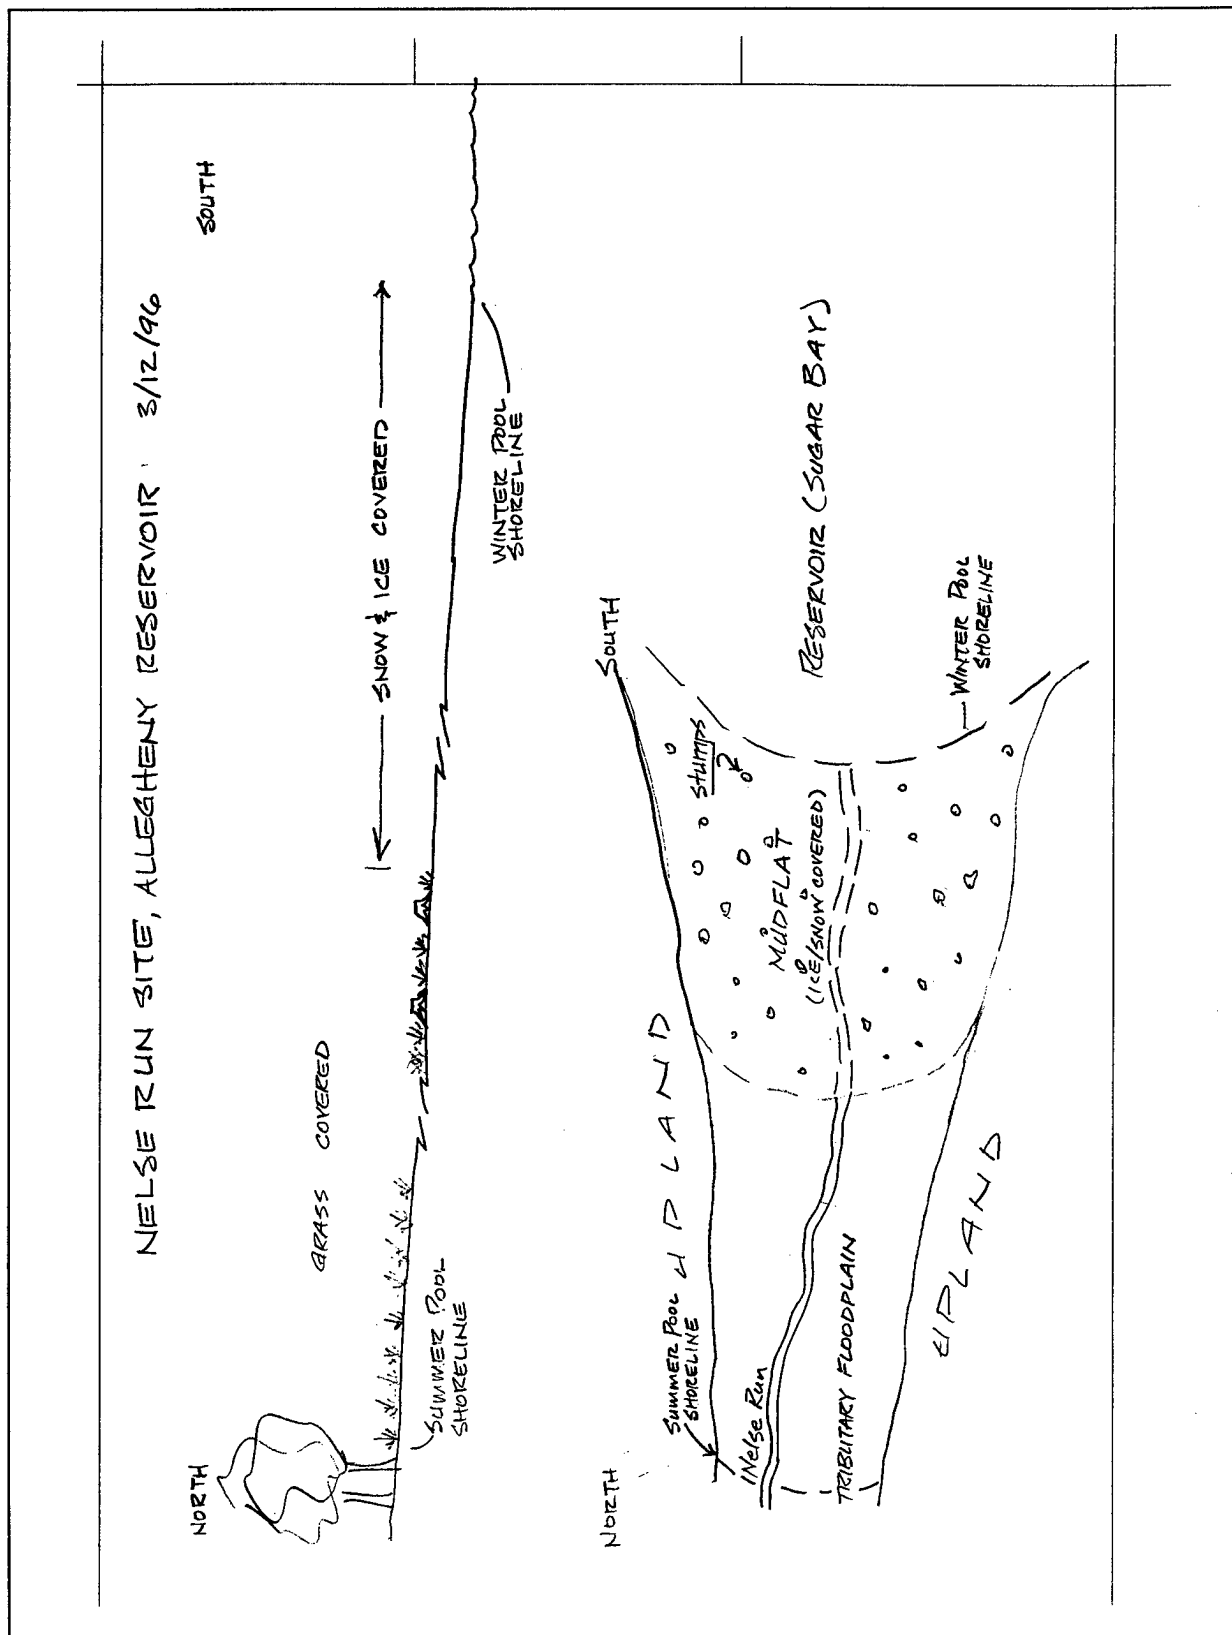 NELSE RUN SITE, ALLEGHENY RESERVOIR 3/12/96
NORTH
SOUTH
GRASS COVERED
SNOW & ICE COVERED
SUMMER POOL
SHORELINE
WINTER POOL
SHORELINE
NORTH
SOUTH
SUMMER POOL
SHORELINE
UPLAND
Stumps
Nelse Run
MUDFLAT
(ICE/SNOW COVERED)
RESERVOIR (SUGAR BAY)
TRIBUTARY FLOODPLAIN
WINTER POOL
SHORELINE
UPLAND